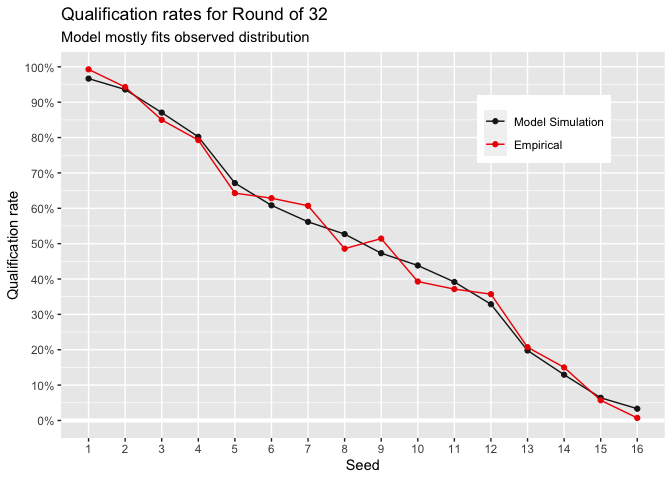 Qualification rates for Round of 32
Model mostly fits observed distribution
100%
90%
80%
70%
60%
50%
40%
30%
20%
10%
0%
Qualification rate
Model Simulation
Empirical
1 2 3 4 5 6 7 8 9 10 11 12 13 14 15 16
Seed